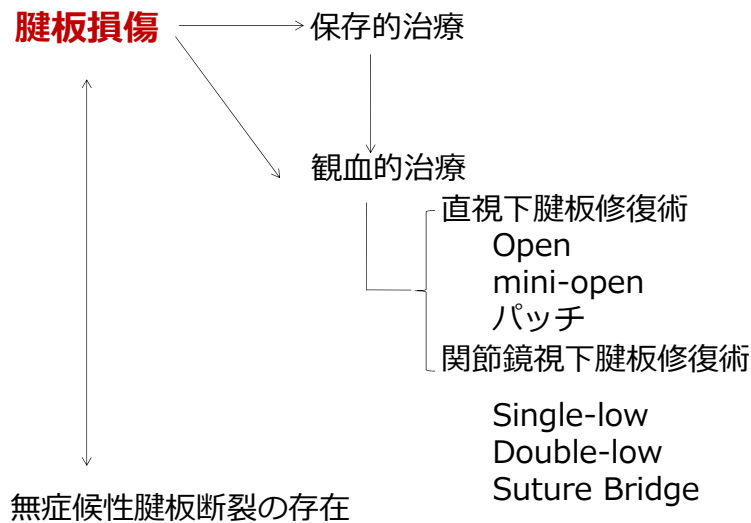 腱板損傷
保存的治療
観血的治療
直視下腱板修復術
Open
mini-open
パッチ
関節鏡視下腱板修復術
Single-low
Double-low
Suture Bridge
無症候性腱板断裂の存在